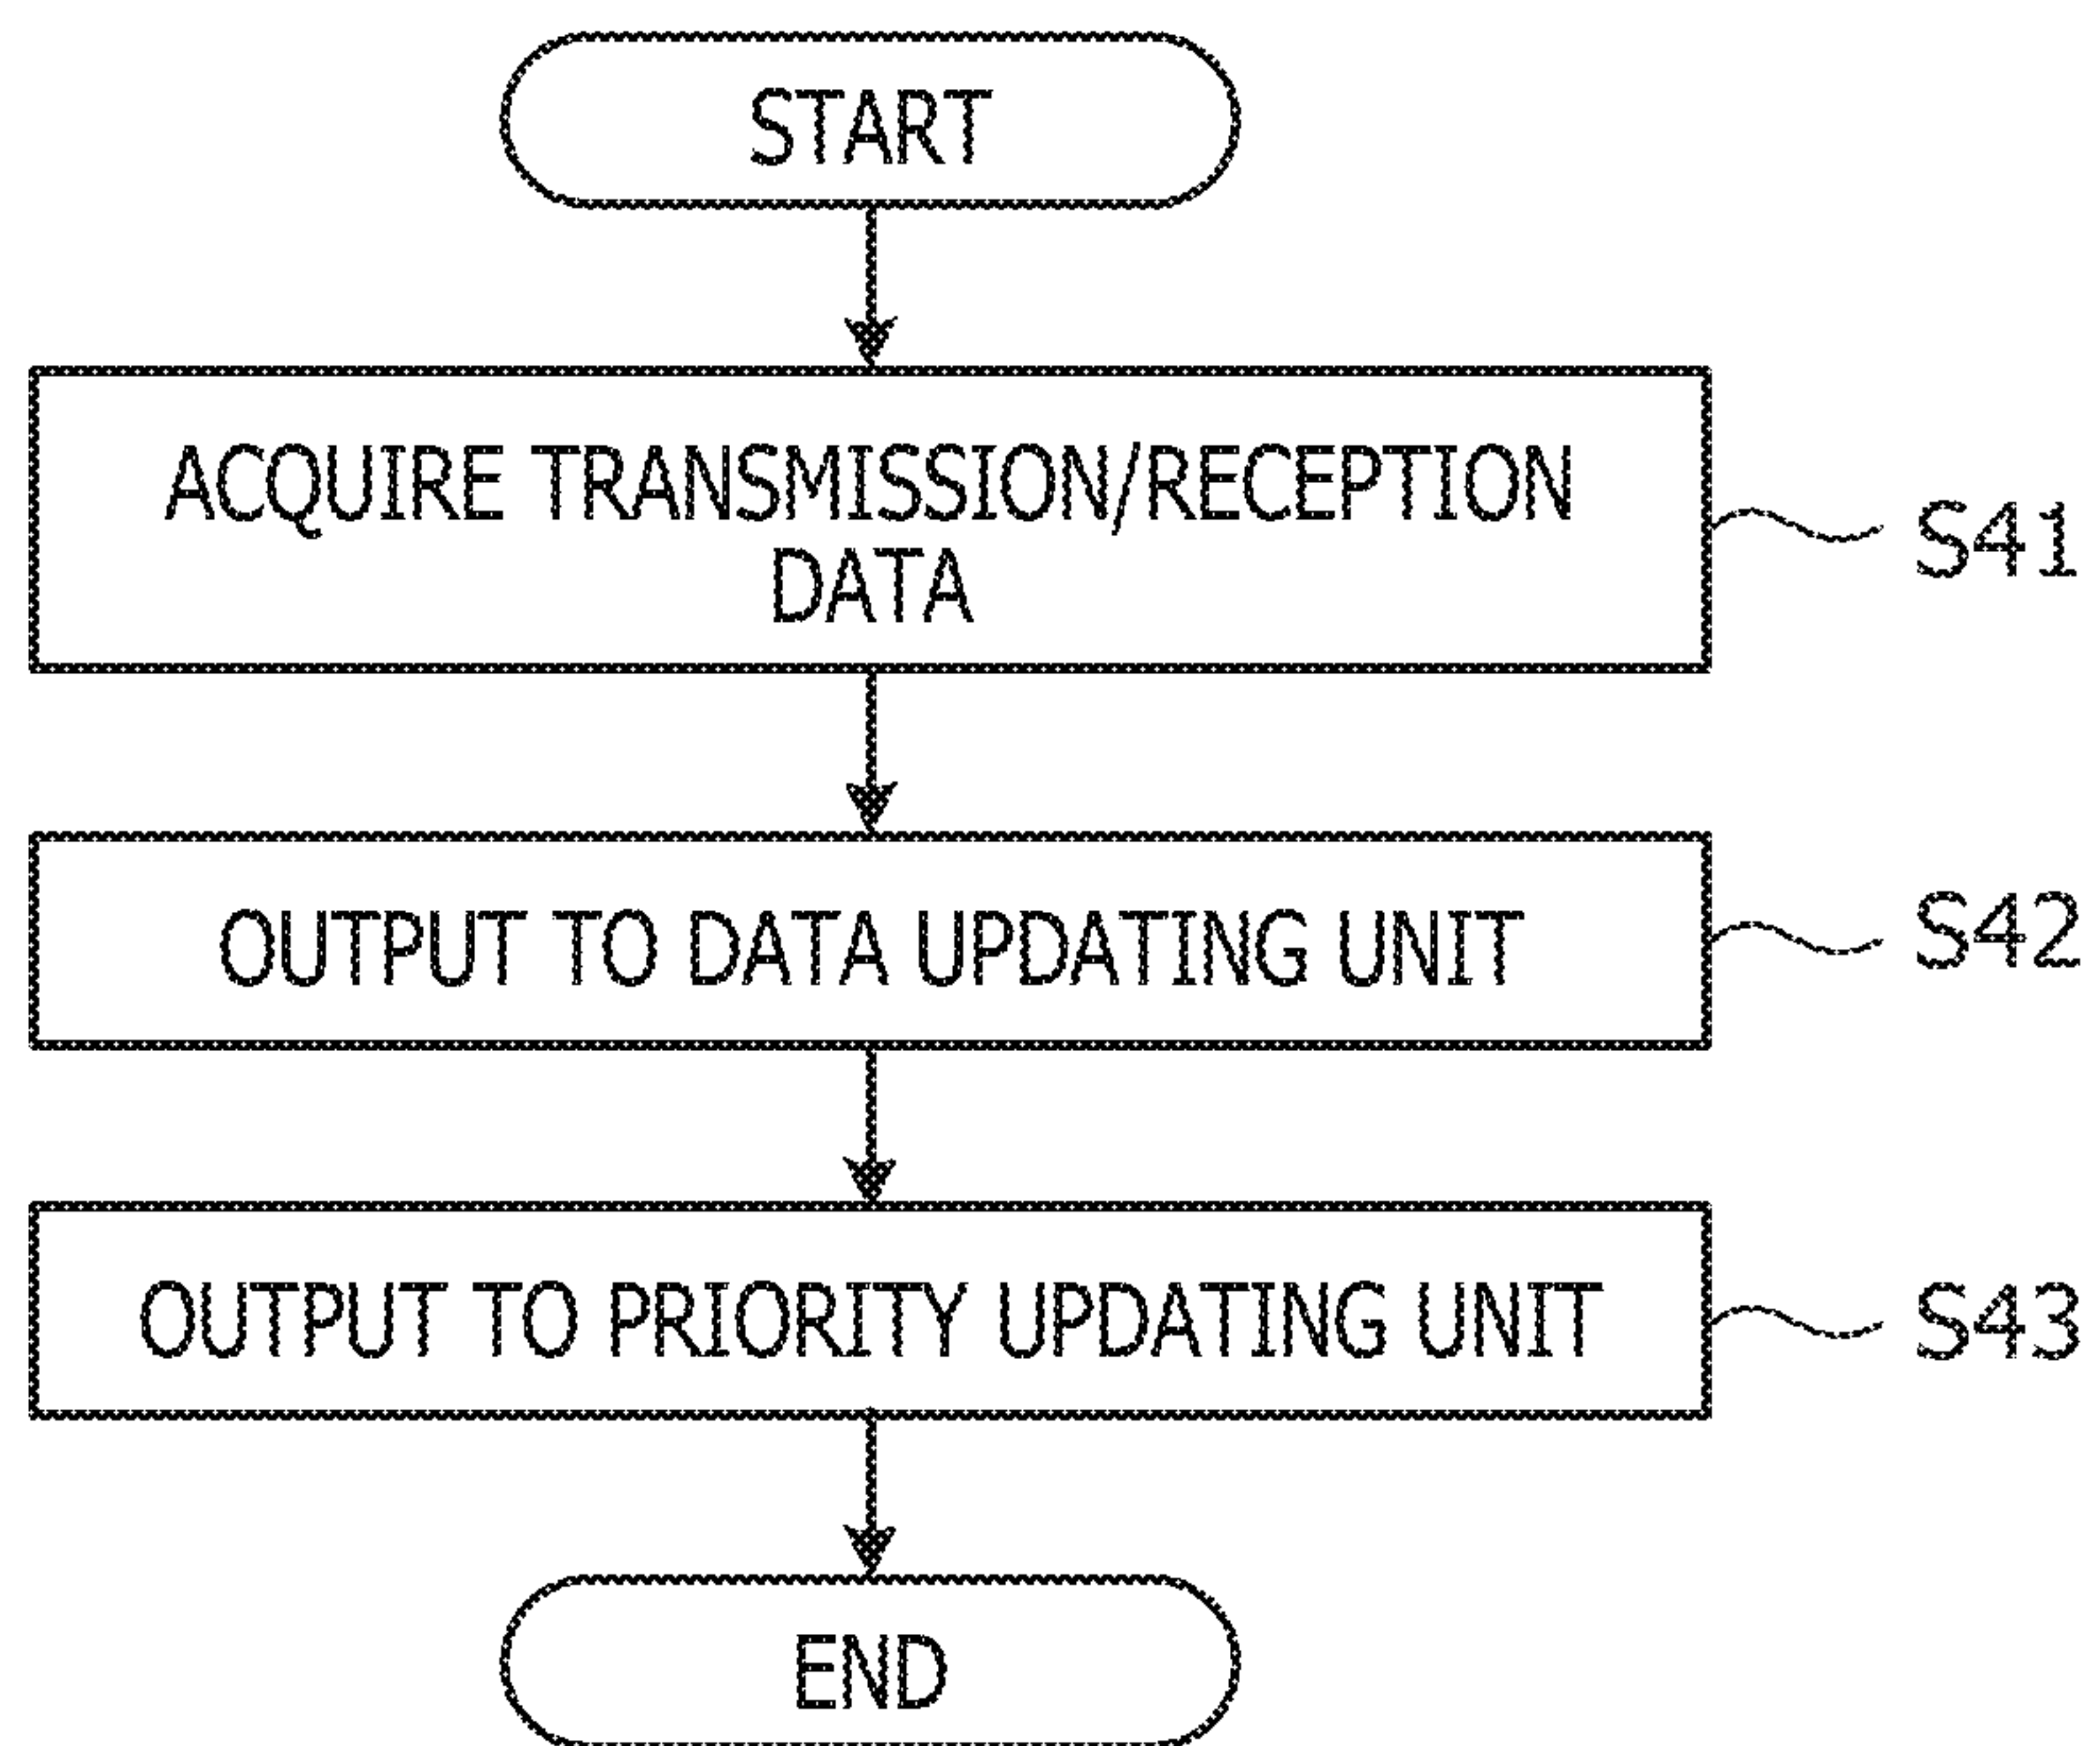 START
ACQUIRE TRANSMISSION/RECEPTION
DATA
S41
OUTPUT TO DATA UPDATING UNIT
S42
OUTPUT TO PRIORITY UPDATING UNIT
S43
END